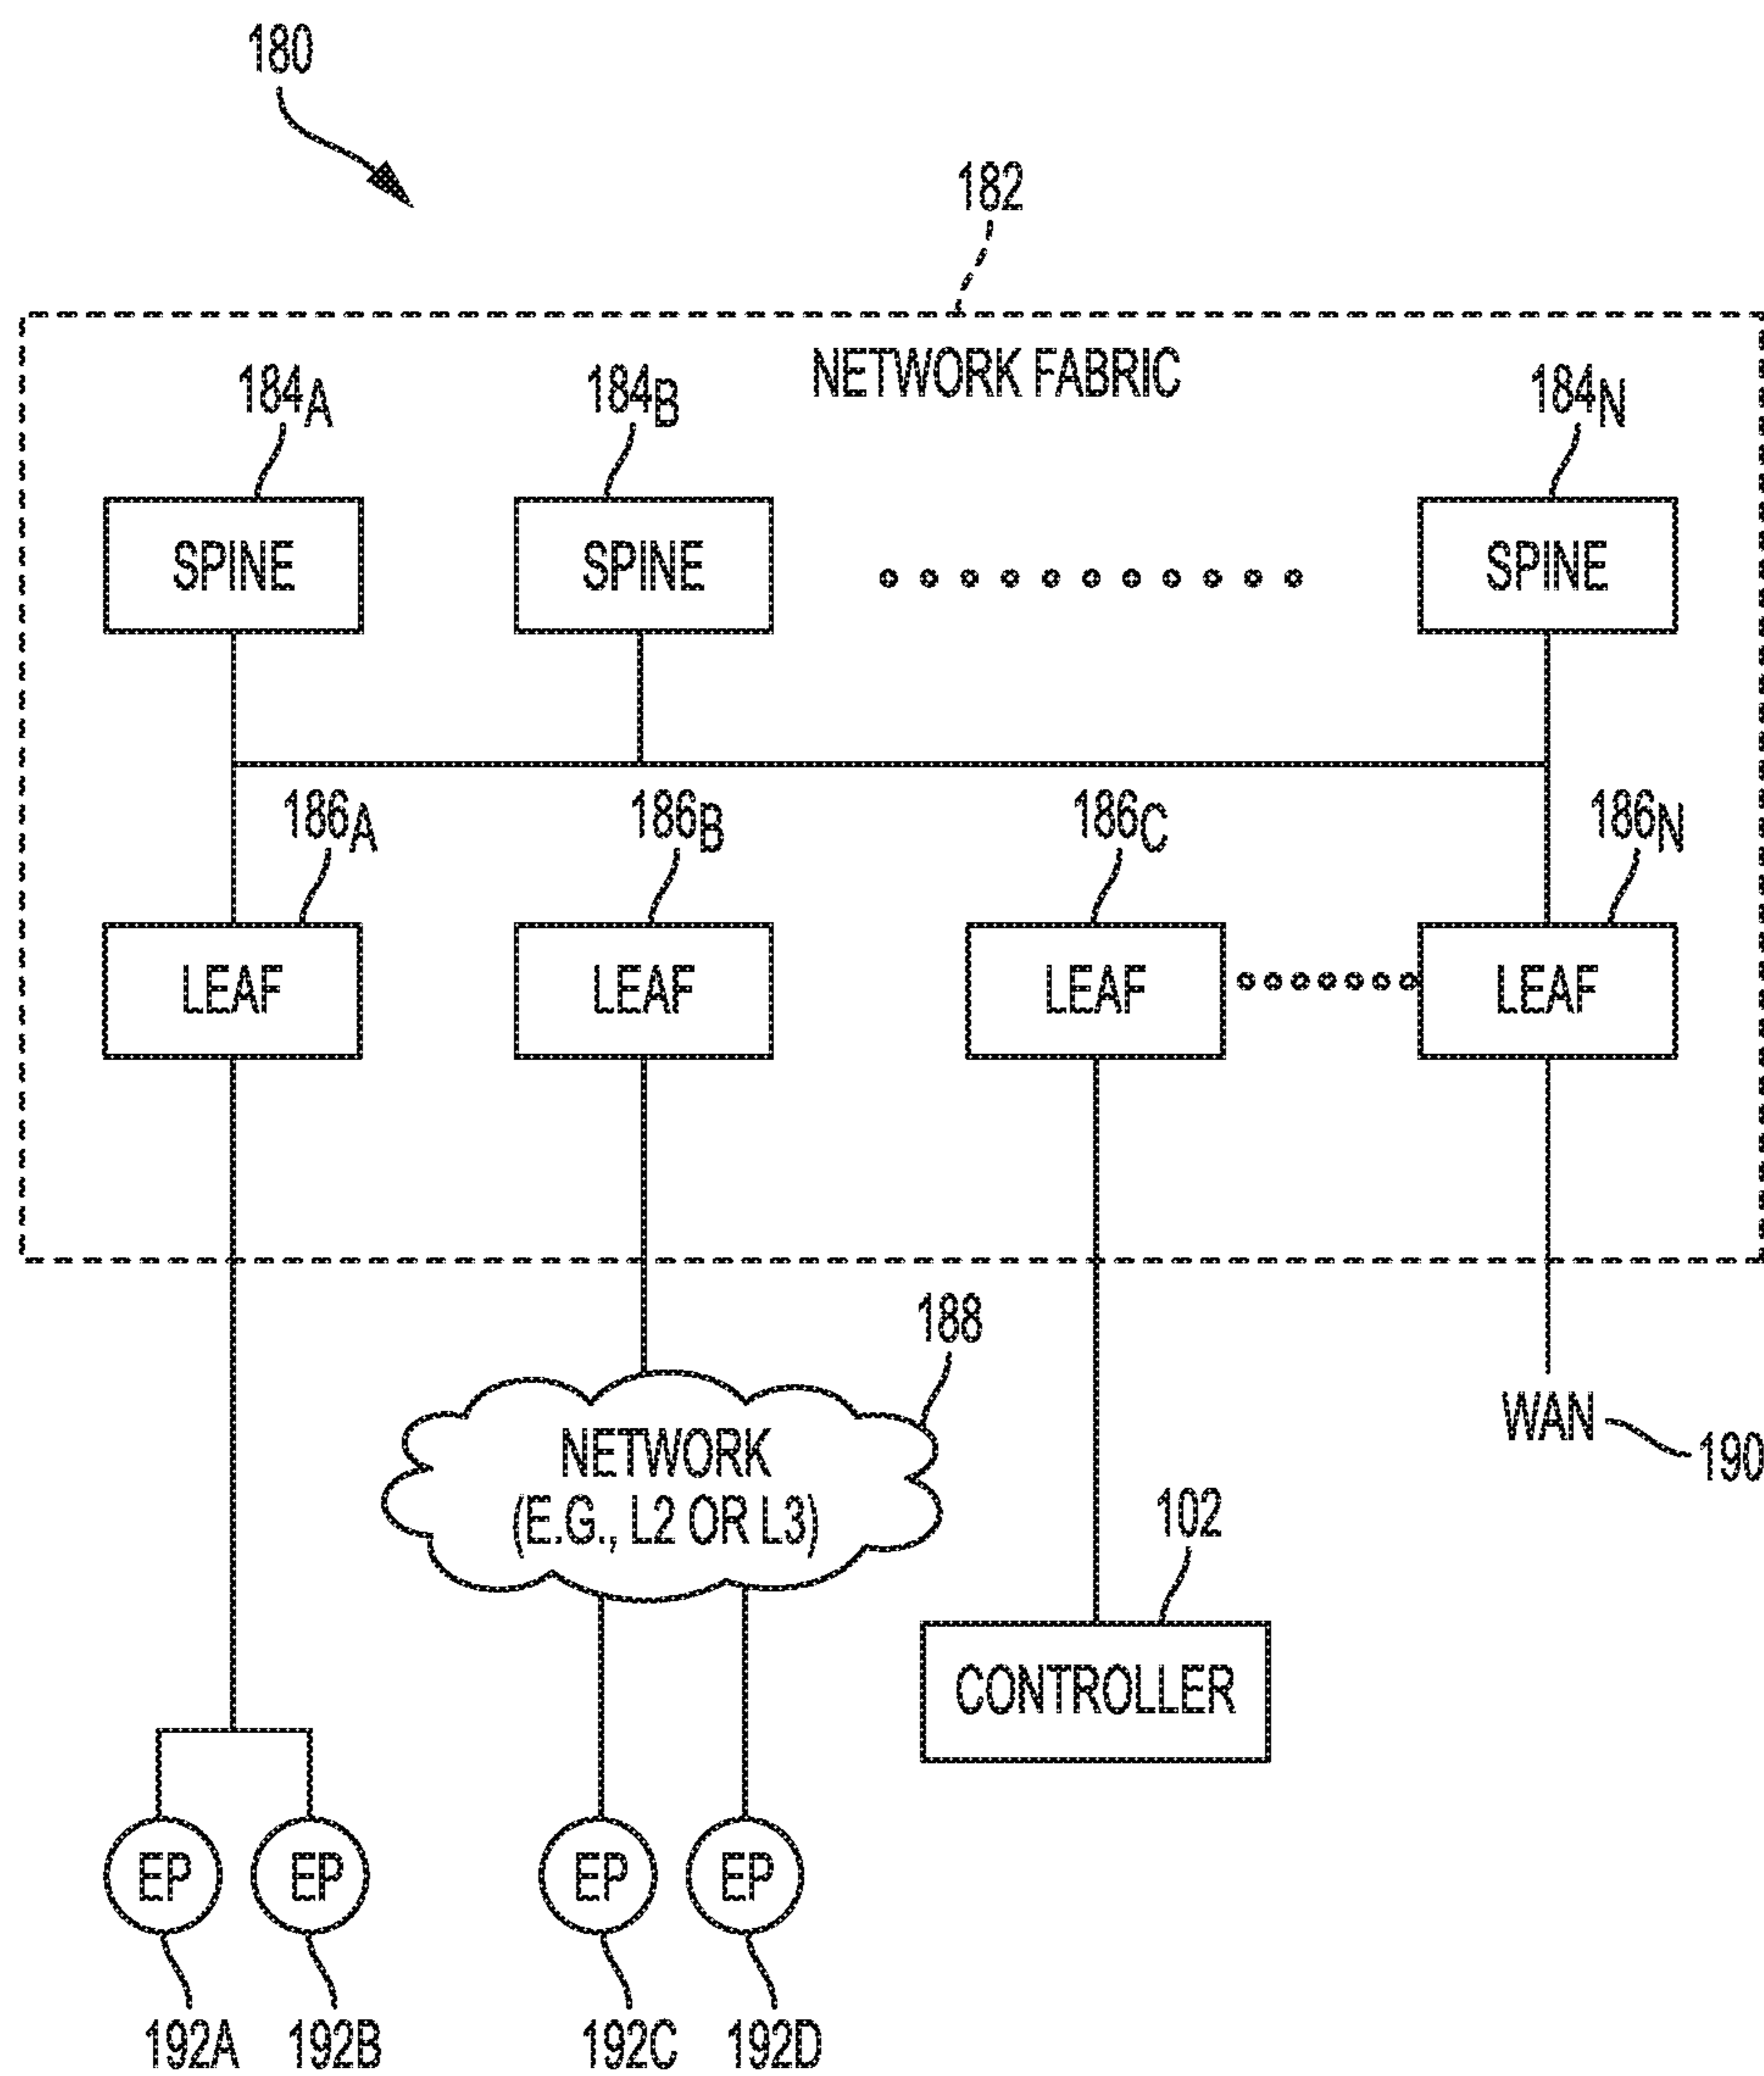 180
182
NETWORK FABRIC
184A
184B
184N
SPINE
SPINE
SPINE
186A
186B
186C
186N
LEAF
LEAF
LEAF
LEAF
188
NETWORK
(E.G., L2 OR L3)
WAN
190
102
CONTROLLER
EP
EP
EP
EP
192A
192B
192C
192D